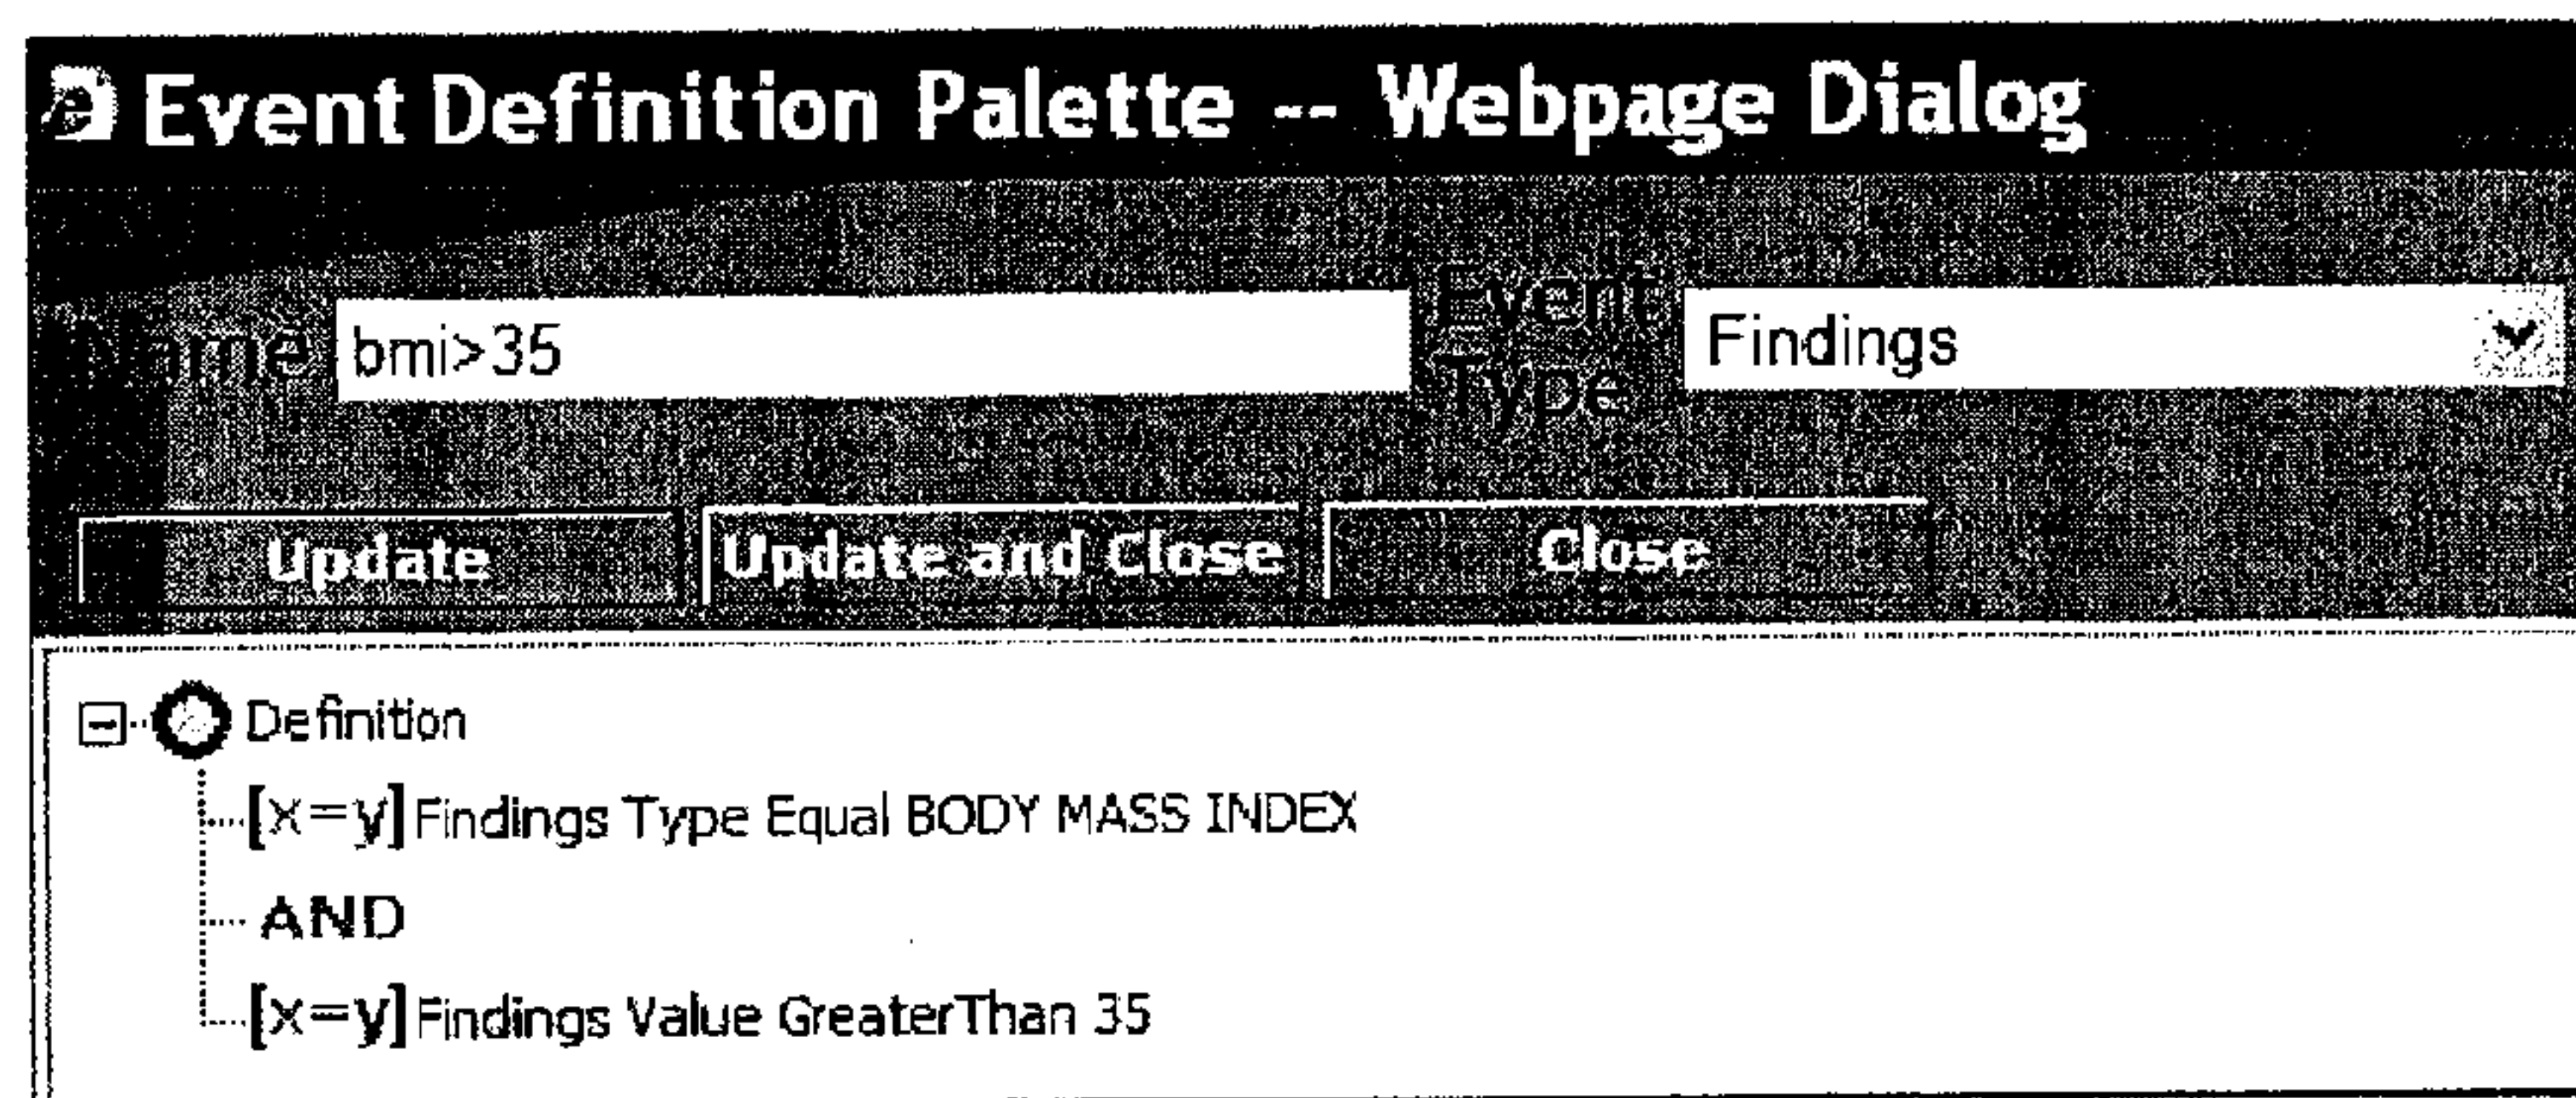 Event Definition Palette -- Webpage Dialog
Name bmi>35 Event Type Findings
Update Update and Close Close
Definition
[x=y] Findings Type Equal BODY MASS INDEX
AND
[x=y] Findings Value GreaterThan 35